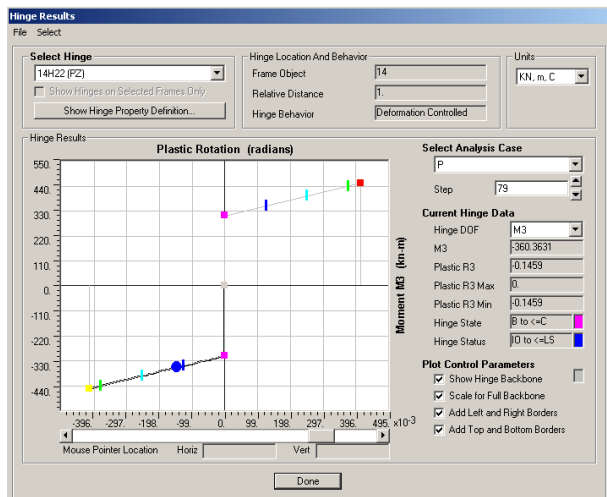 Hinge Results
File Select
Select Hinge
14H22 (PZ)
Show Hinges on Selected Frames Only
Show Hinge Property Definition...
Hinge Location And Behavior
Frame Object 14
Relative Distance 1.
Hinge Behavior Deformation Controlled
Units
KN, m, C
Hinge Results
Plastic Rotation (radians)
550.
440.
330.
220.
110.
0.
-110.
-220.
-330.
-440.
-396. -297. -198. -99. 0. 99. 198. 297. 396. 495. x10-3
Moment M3 (kn-m)
Mouse Pointer Location Horiz Vert
Select Analysis Case
P
Step 79
Current Hinge Data
Hinge DOF M3
M3 -360.3631
Plastic R3 -0.1459
Plastic R3 Max 0.
Plastic R3 Min -0.1459
Hinge State B to <=C
Hinge Status IO to <=LS
Plot Control Parameters
Show Hinge Backbone
Scale for Full Backbone
Add Left and Right Borders
Add Top and Bottom Borders
Done